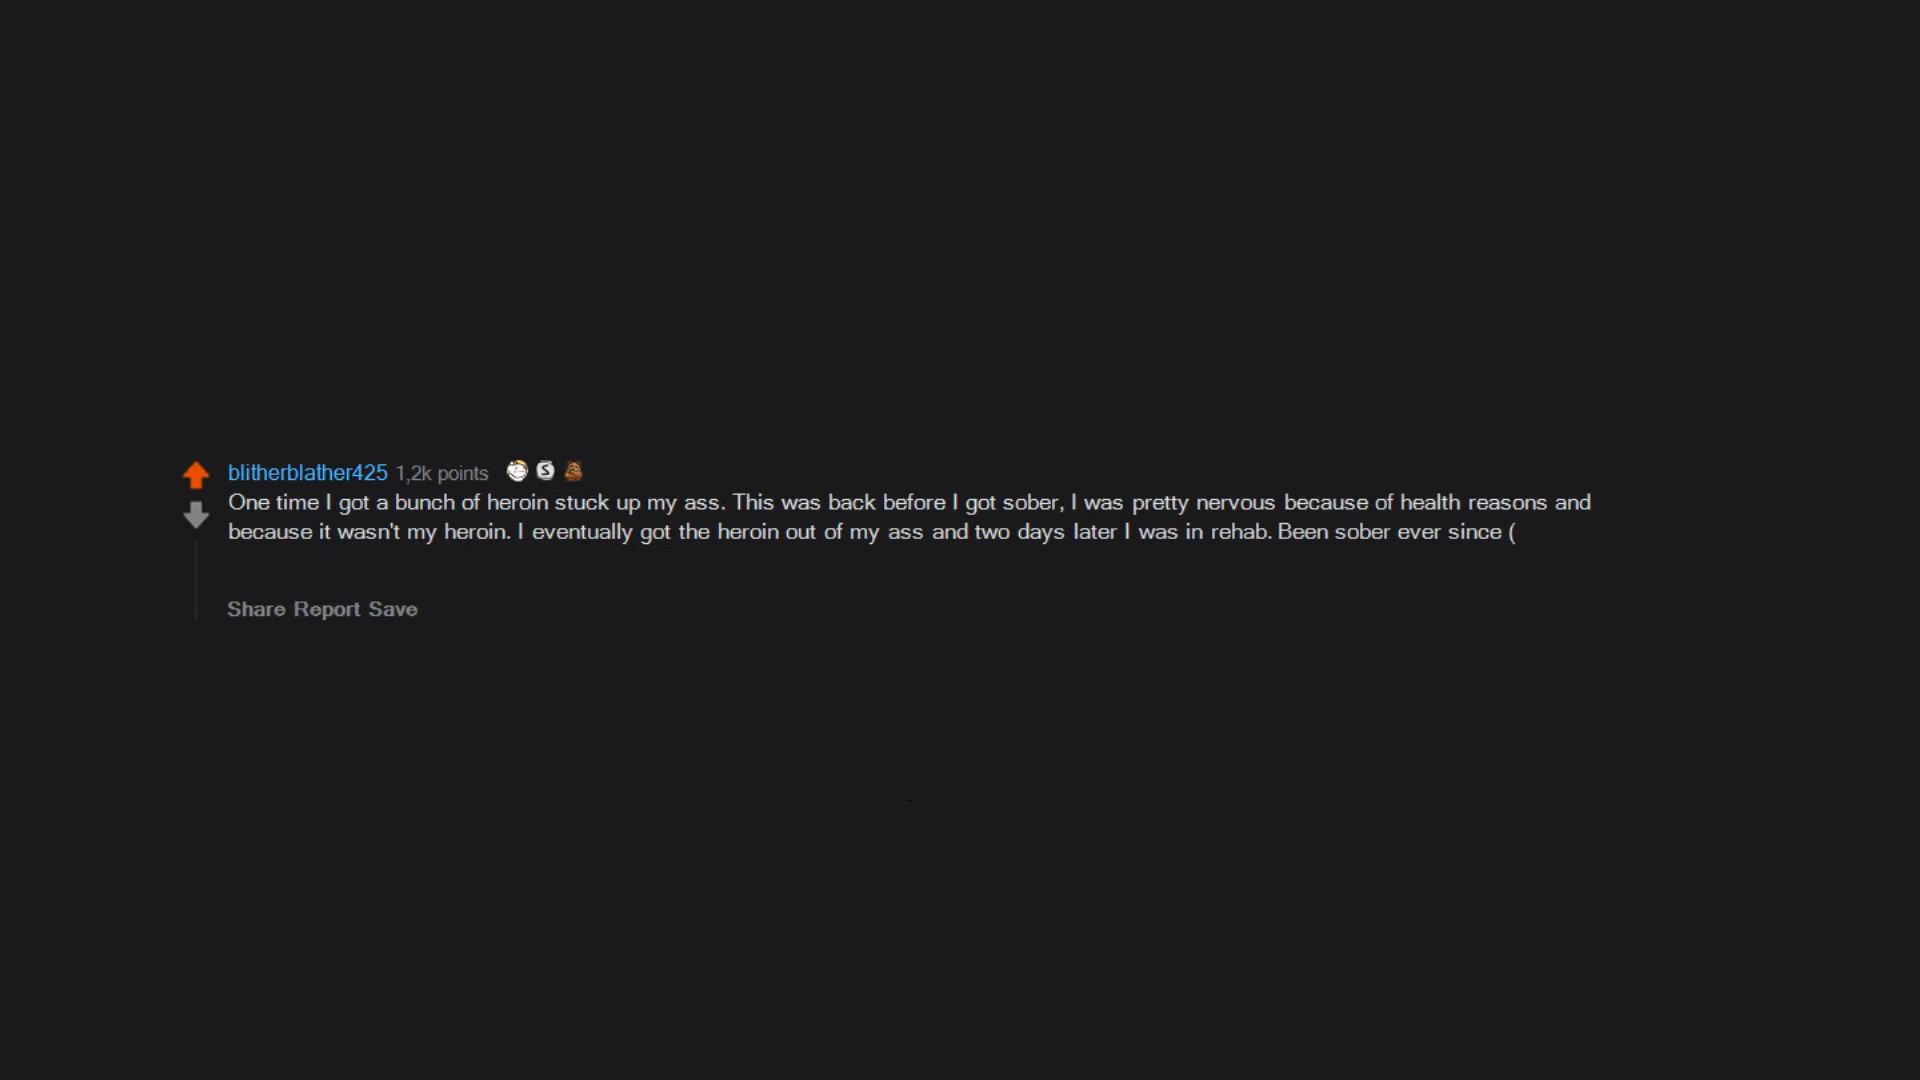 blitherblather425 1,2k points
One time I got a bunch of heroin stuck up my ass. This was back before I got sober, I was pretty nervous because of health reasons and
because it wasn't my heroin. I eventually got the heroin out of my ass and two days later I was in rehab. Been sober ever since (
Share Report Save